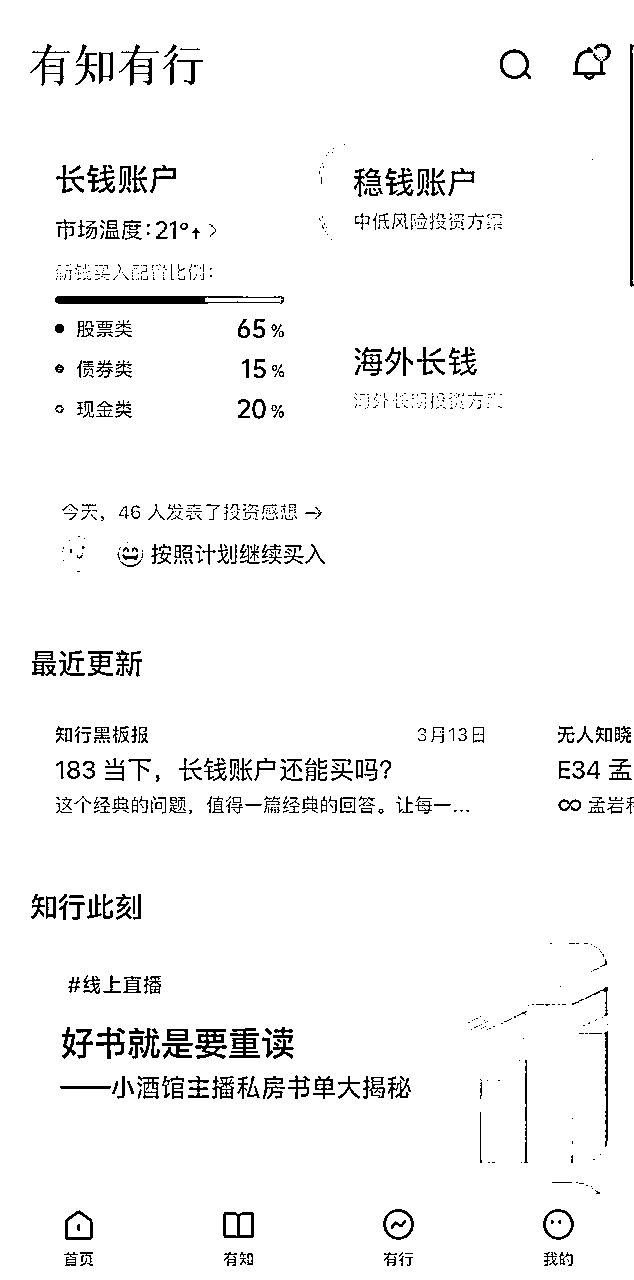 有知有行
长钱账户
市场温度:21°↑ >
新钱买入配置比例:
股票类 65%
债券类 15%
现金类 20%
稳钱账户
中低风险投资方案
海外长钱
海外长期投资方案
今天，46 人发表了投资感想 →
按照计划继续买入
最近更新
知行黑板报 3月13日
183 当下，长钱账户还能买吗？
这个经典的问题，值得一篇经典的回答。让每一...
无人知晓
E34 孟
孟岩和
知行此刻
#线上直播
好书就是要重读
——小酒馆主播私房书单大揭秘
首页
有知
有行
我的